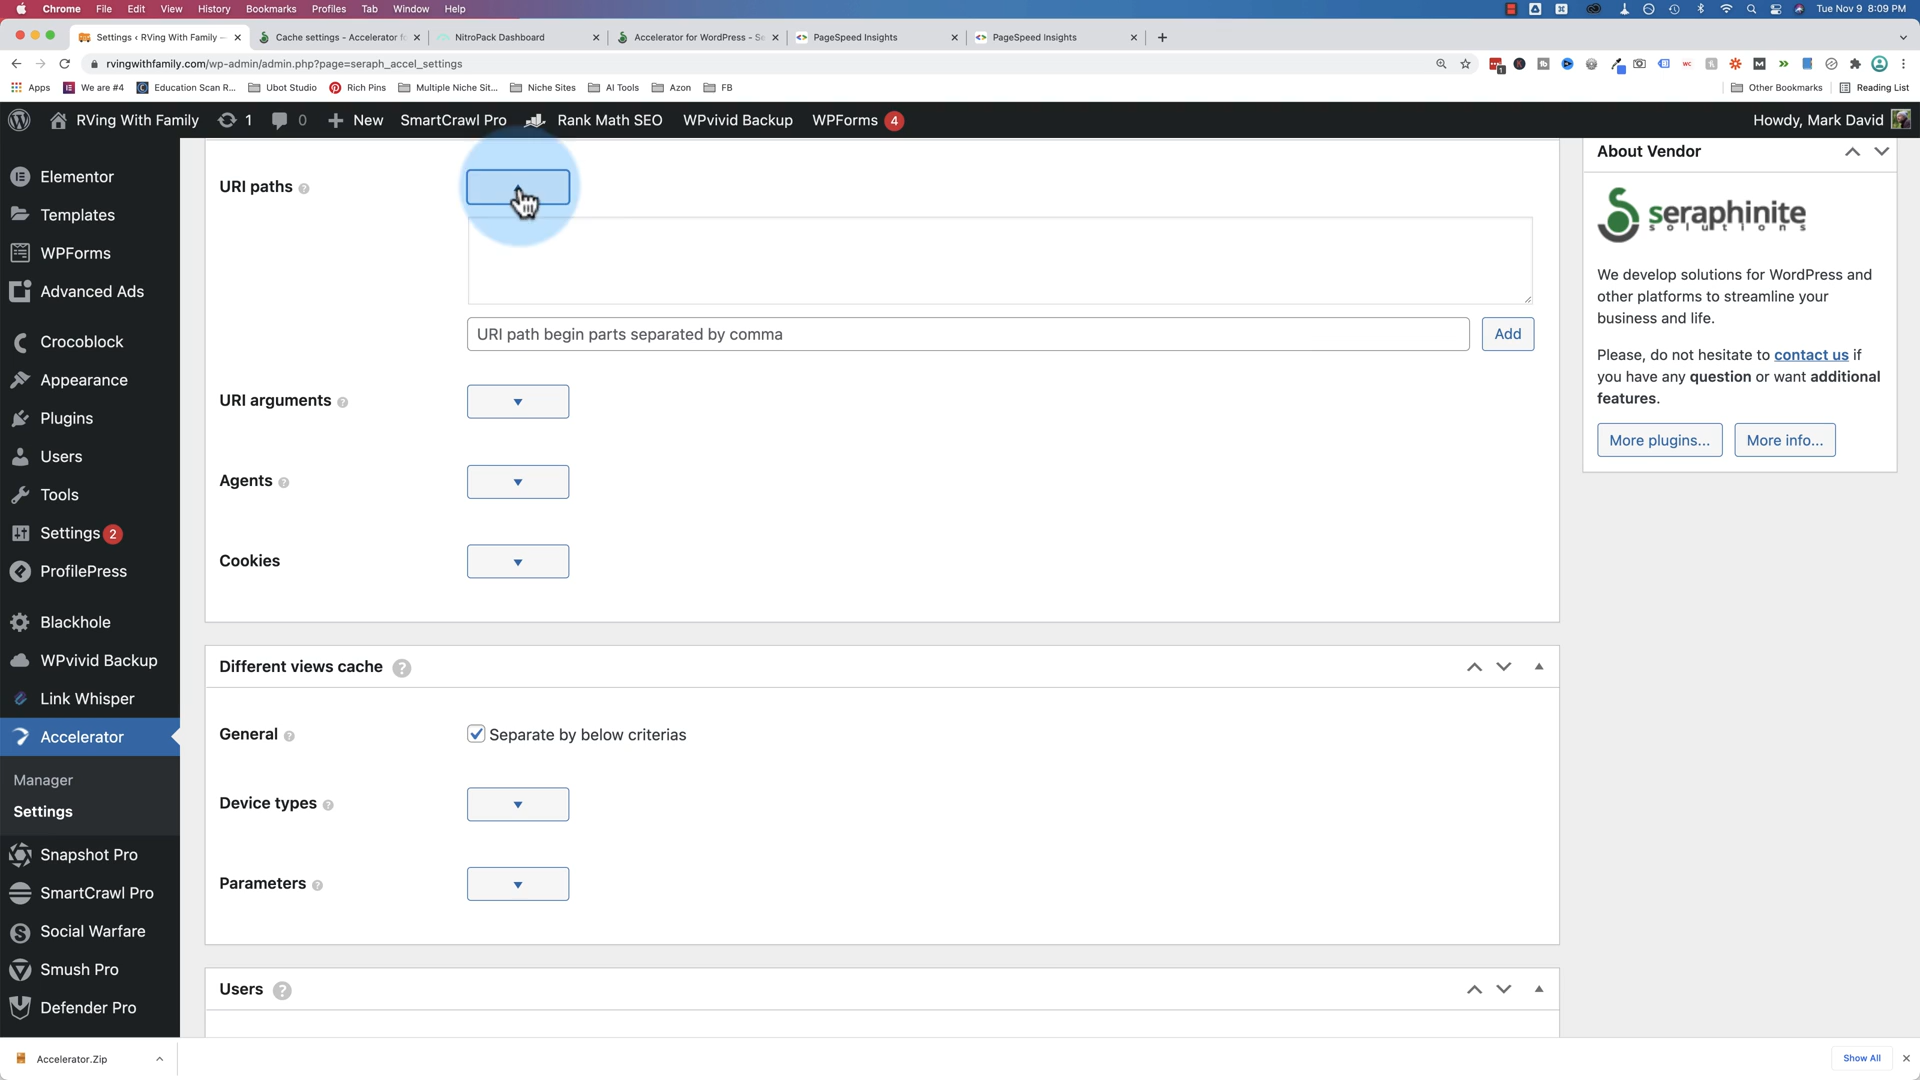 Chrome File Edit View History Bookmarks Profiles Tab Window Help Tue Nov 9 8:09 PM
Settings ‹ RVing With Family — Cache settings - Accelerator fo NitroPack Dashboard Accelerator for WordPress - Se PageSpeed Insights PageSpeed Insights
rvingwithfamily.com/wp-admin/admin.php?page=seraph_accel_settings
Apps We are #4 Education Scan R... Ubot Studio Rich Pins Multiple Niche Sit... Niche Sites AI Tools Azon FB Other Bookmarks Reading List
RVing With Family 1 0 New SmartCrawl Pro Rank Math SEO WPvivid Backup WPForms 4 Howdy, Mark David
Elementor
Templates
WPForms
Advanced Ads
Crocoblock
Appearance
Plugins
Users
Tools
Settings 2
ProfilePress
Blackhole
WPvivid Backup
Link Whisper
Accelerator
Manager
Settings
Snapshot Pro
SmartCrawl Pro
Social Warfare
Smush Pro
Defender Pro
URI paths ?
URI path begin parts separated by comma Add
URI arguments ?
Agents ?
Cookies
Different views cache ?
General ? Separate by below criterias
Device types ?
Parameters ?
Users ?
About Vendor
seraphinite
solutions
We develop solutions for WordPress and
other platforms to streamline your
business and life.
Please, do not hesitate to contact us if
you have any question or want additional
features.
More plugins... More info...
Accelerator.Zip Show All